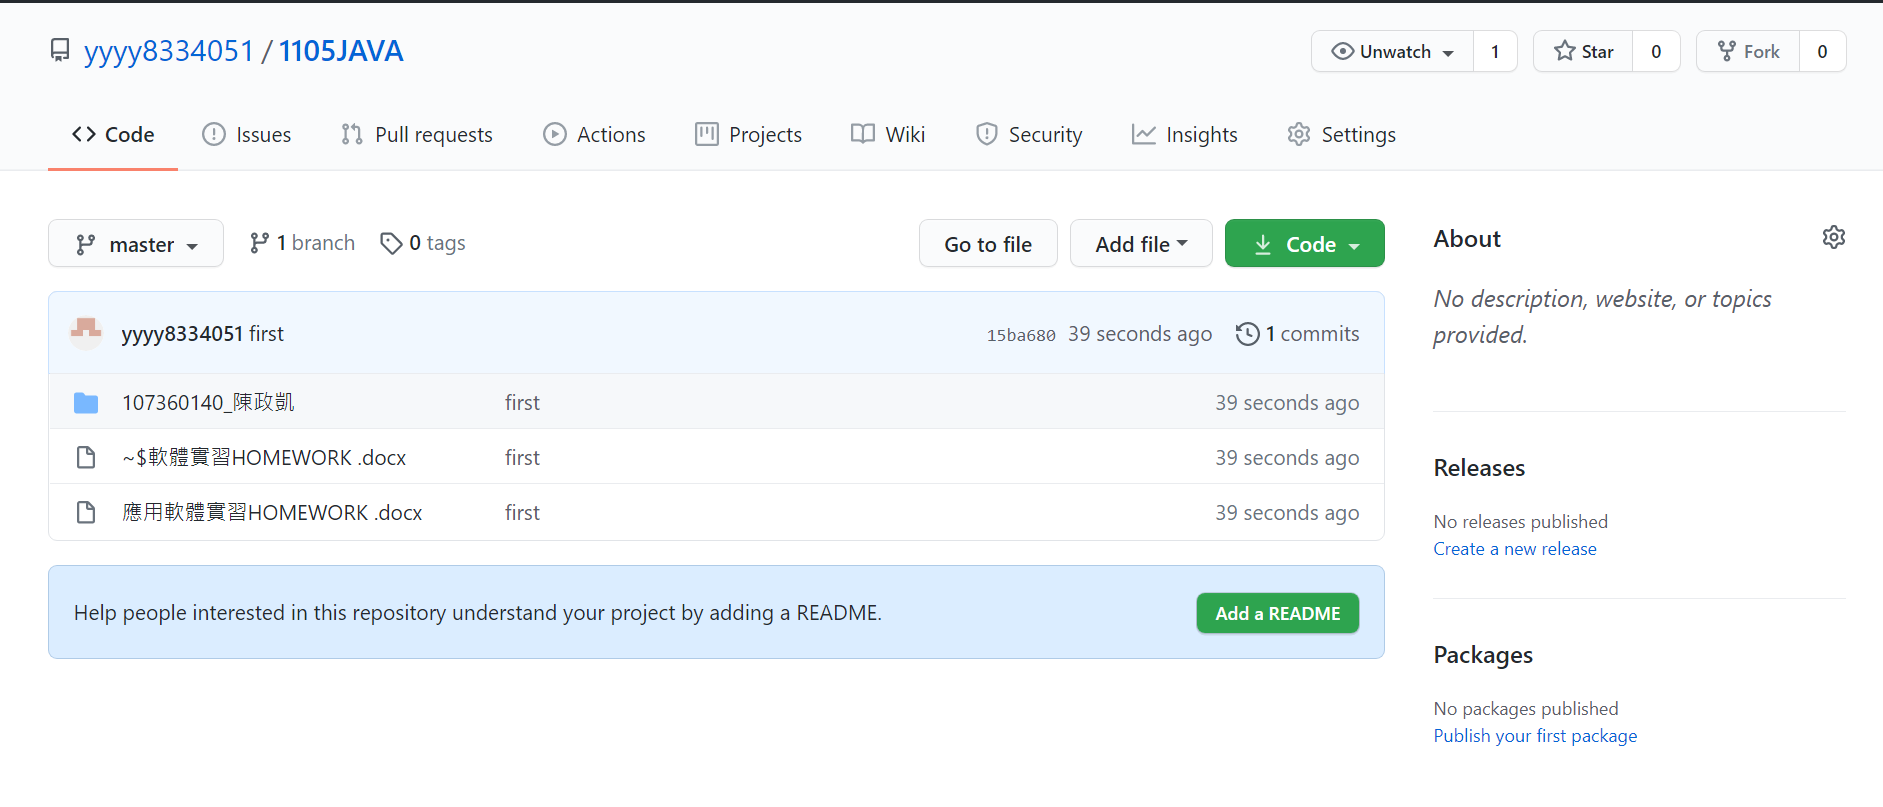 yyyy8334051 / 1105JAVA
Unwatch 1 Star 0 Fork 0
Code Issues Pull requests Actions Projects Wiki Security Insights Settings
master 1 branch 0 tags Go to file Add file Code
yyyy8334051 first 15ba680 39 seconds ago 1 commits
107360140_陳政凱 first 39 seconds ago
~$軟體實習HOMEWORK .docx first 39 seconds ago
應用軟體實習HOMEWORK .docx first 39 seconds ago
Help people interested in this repository understand your project by adding a README. Add a README
About
No description, website, or topics
provided.
Releases
No releases published
Create a new release
Packages
No packages published
Publish your first package